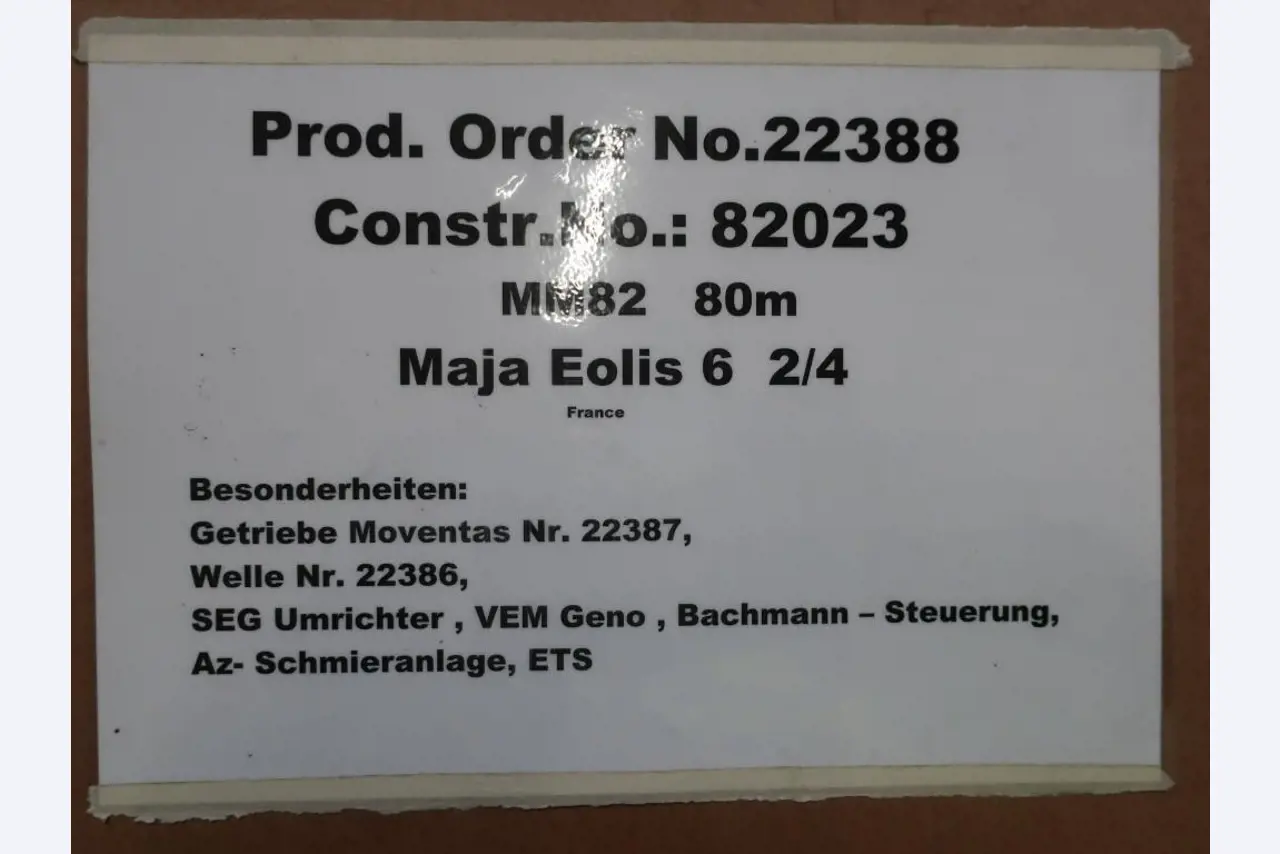 Prod. Order No.22388
Constr.No.: 82023
MM82 80m
Maja Eolis 6 2/4
France
Besonderheiten:
Getriebe Moventas Nr. 22387,
Welle Nr. 22386,
SEG Umrichter , VEM Geno , Bachmann – Steuerung,
Az- Schmieranlage, ETS